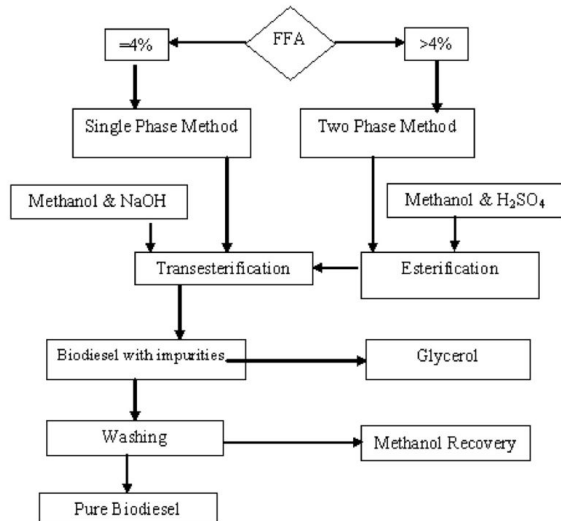 FFA
=4%
>4%
Single Phase Method
Two Phase Method
Methanol & NaOH
Methanol & H₂SO₄
Transesterification
Esterification
Biodiesel with impurities
Glycerol
Washing
Methanol Recovery
Pure Biodiesel